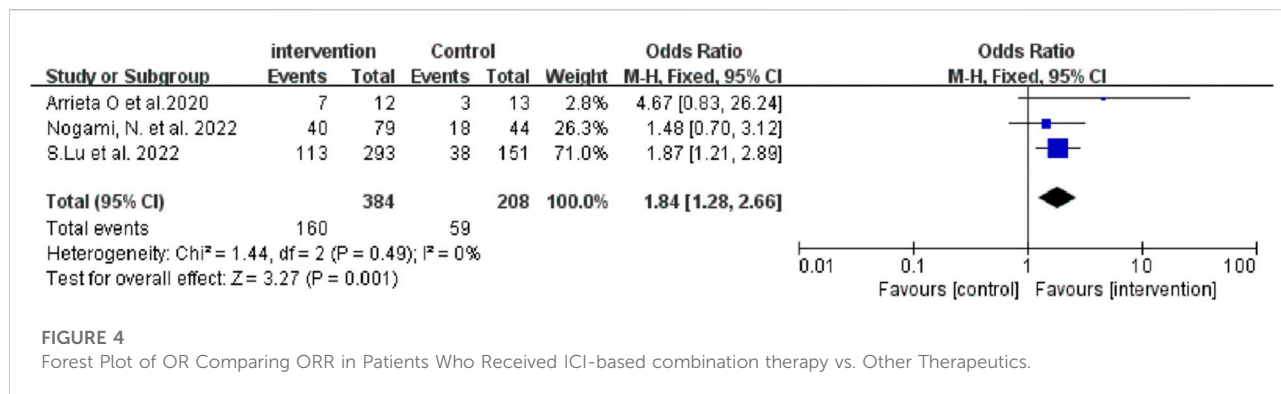 intervention Control Odds Ratio Odds Ratio
Study or Subgroup Events Total Events Total Weight M-H, Fixed, 95% CI M-H, Fixed, 95% CI
Arrieta O et al.2020 7 12 3 13 2.8% 4.67 [0.83, 26.24]
Nogami, N. et al. 2022 40 79 18 44 26.3% 1.48 [0.70, 3.12]
S.Lu et al. 2022 113 293 38 151 71.0% 1.87 [1.21, 2.89]
Total (95% CI) 384 208 100.0% 1.84 [1.28, 2.66]
Total events 160 59
Heterogeneity: Chi² = 1.44, df = 2 (P = 0.49); I² = 0%
Test for overall effect: Z = 3.27 (P = 0.001)
0.01 0.1 1 10 100
Favours [control] Favours [intervention]
FIGURE 4
Forest Plot of OR Comparing ORR in Patients Who Received ICI-based combination therapy vs. Other Therapeutics.